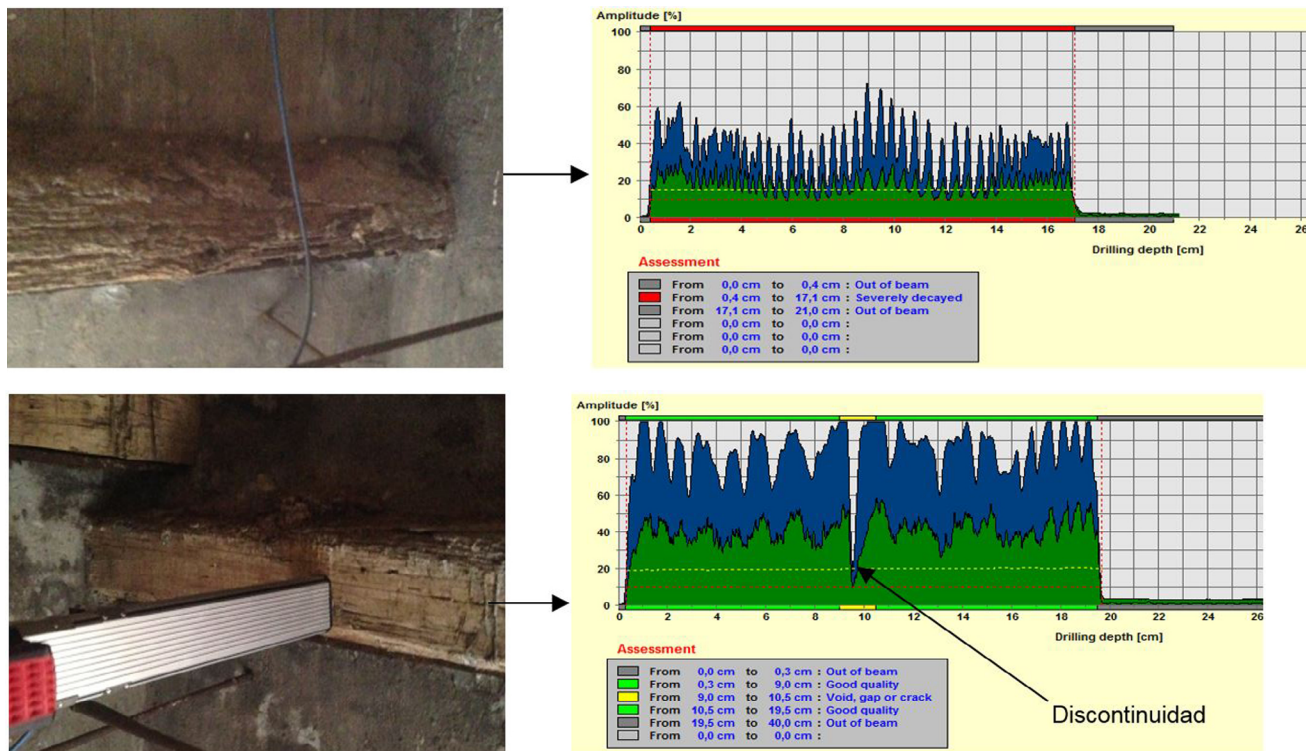 Amplitude [%]
100
80
60
40
20
0
0 2 4 6 8 10 12 14 16 18 20 22 24 26
Drilling depth [cm]
Assessment
From 0,0 cm to 0,4 cm : Out of beam
From 0,4 cm to 17,1 cm : Severely decayed
From 17,1 cm to 21,0 cm : Out of beam
From 0,0 cm to 0,0 cm :
From 0,0 cm to 0,0 cm :
From 0,0 cm to 0,0 cm :
Amplitude [%]
100
80
60
40
20
0
0 2 4 6 8 10 12 14 16 18 20 22 24 26
Drilling depth [cm]
Assessment
From 0,0 cm to 0,3 cm : Out of beam
From 0,3 cm to 9,0 cm : Good quality
From 9,0 cm to 10,5 cm : Void, gap or crack
From 10,5 cm to 19,5 cm : Good quality
From 19,5 cm to 40,0 cm : Out of beam
From 0,0 cm to 0,0 cm :
Discontinuidad